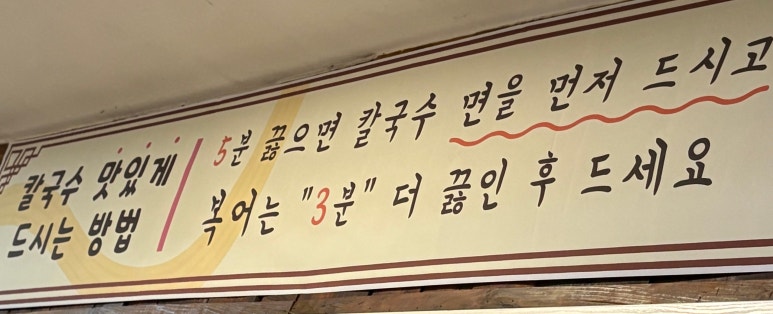 칼국수 맛있게
드시는 방법
5분 끓으면 칼국수 면을 먼저 드시고
복어는 "3분" 더 끓인 후 드세요